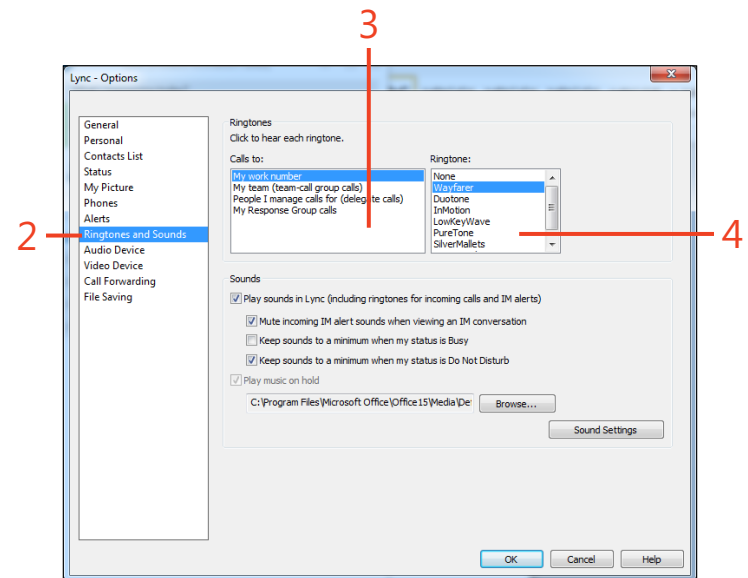 3
Lync - Options
General
Personal
Contacts List
Status
My Picture
Phones
Alerts
2
Ringtones and Sounds
Audio Device
Video Device
Call Forwarding
File Saving
Ringtones
Click to hear each ringtone.
Calls to:
My work number
My team (team-call group calls)
People I manage calls for (delegate calls)
My Response Group calls
Ringtone:
None
Wayfarer
Duotone
InMotion
LowKeyWave
PureTone
SilverMallets
4
Sounds
Play sounds in Lync (including ringtones for incoming calls and IM alerts)
Mute incoming IM alert sounds when viewing an IM conversation
Keep sounds to a minimum when my status is Busy
Keep sounds to a minimum when my status is Do Not Disturb
Play music on hold
C:\Program Files\Microsoft Office\Office15\Media\De
Browse...
Sound Settings
OK
Cancel
Help